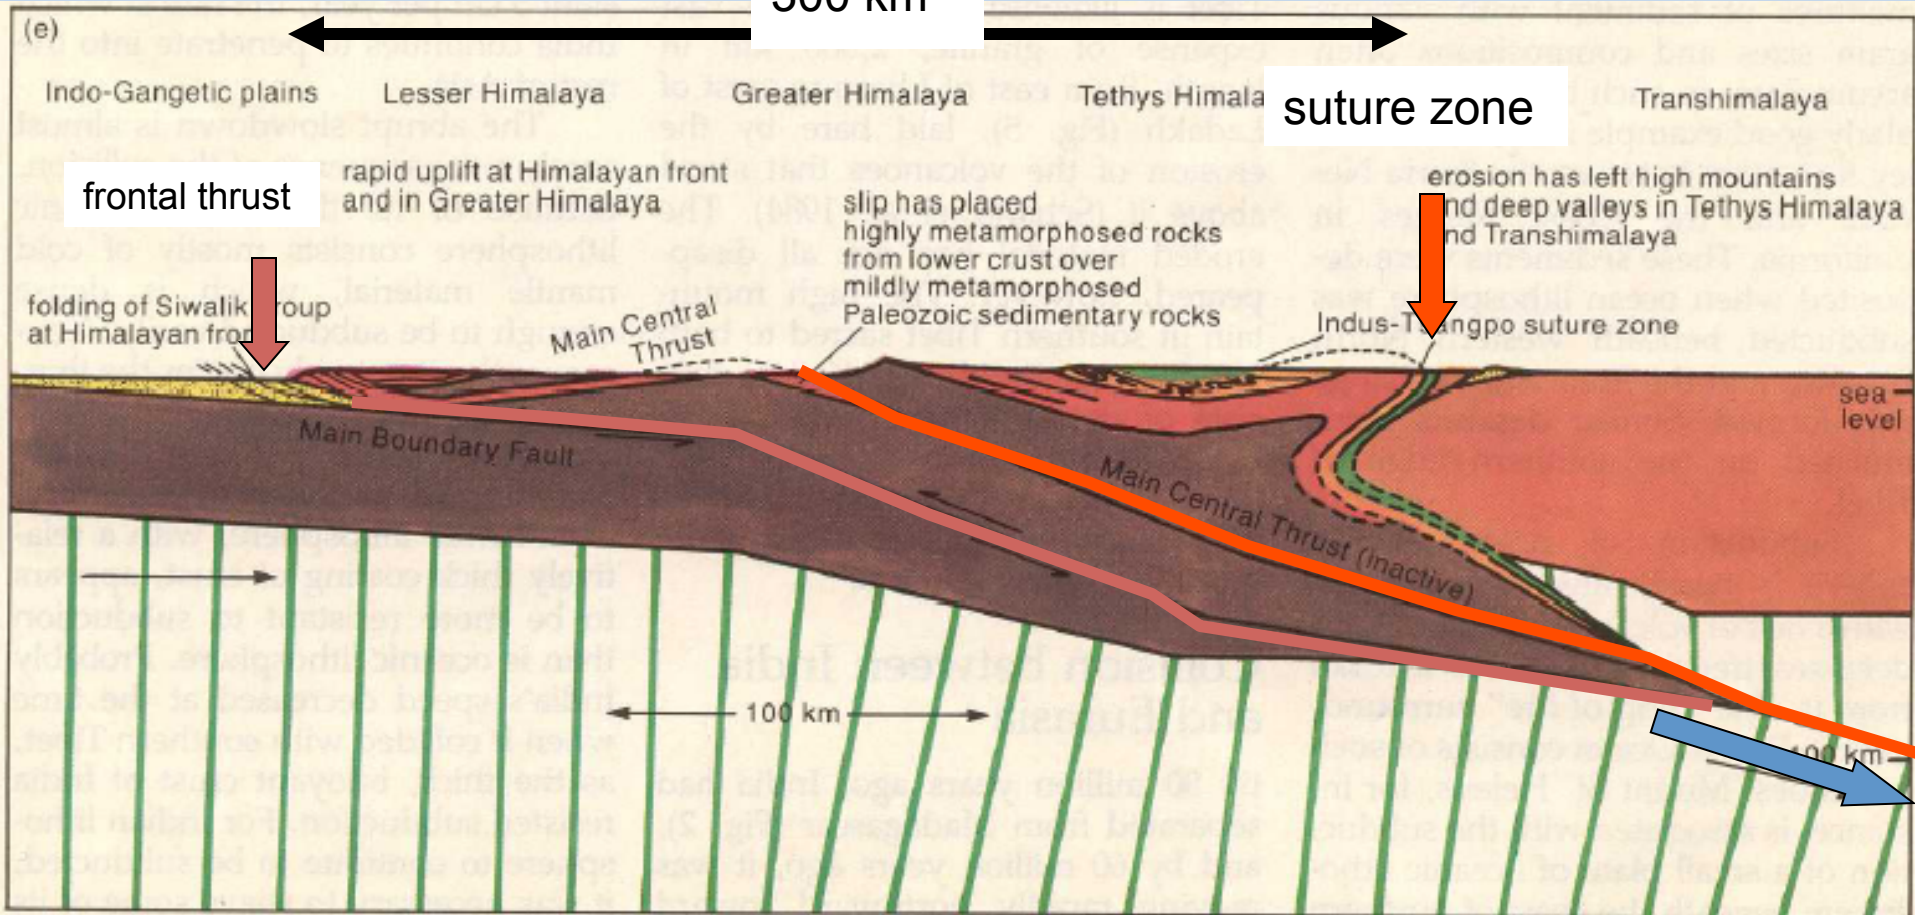 500 km
(e)
Indo-Gangetic plains
Lesser Himalaya
Greater Himalaya
Tethys Himala
suture zone
Transhimalaya
frontal thrust
rapid uplift at Himalayan front
and in Greater Himalaya
slip has placed
highly metamorphosed rocks
from lower crust over
mildly metamorphosed
Paleozoic sedimentary rocks
erosion has left high mountains
nd deep valleys in Tethys Himalaya
nd Transhimalaya
folding of Siwalik roup
at Himalayan fron
Main Central
Thrust
Indus-Tsangpo suture zone
sea
level
Main Boundary Fault
Main Central Thrust (inactive)
100 km
100 km